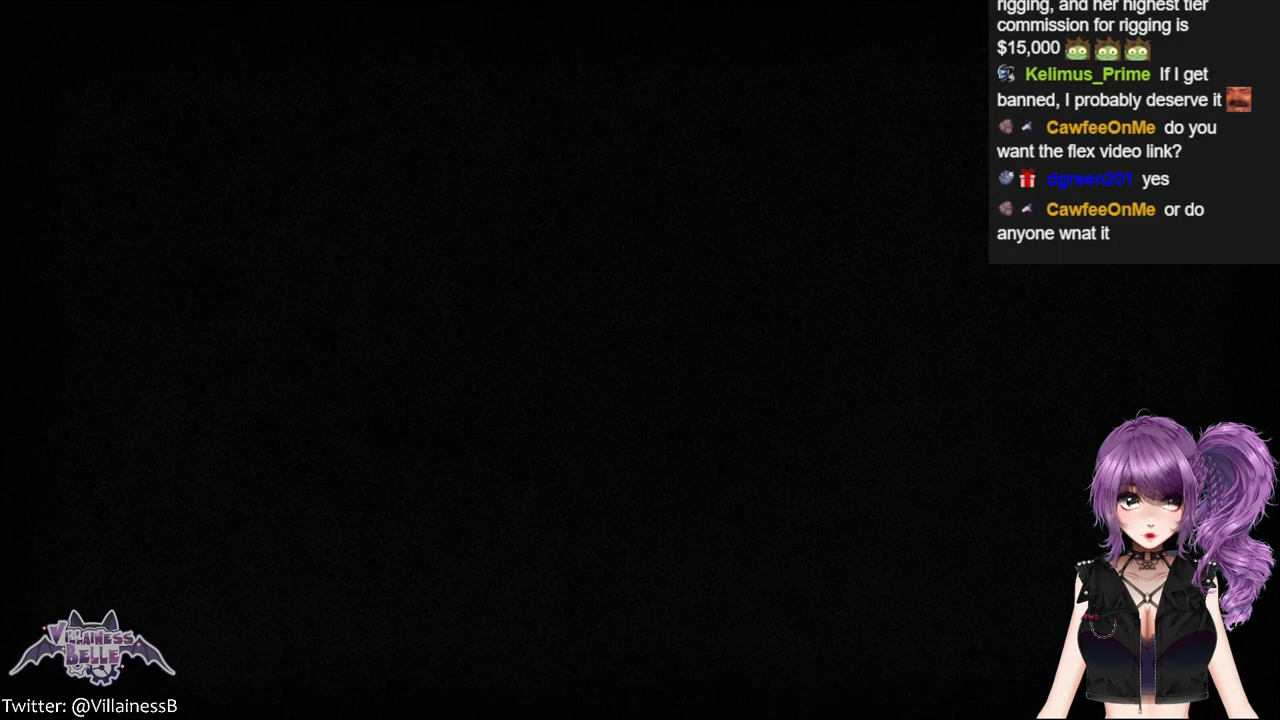 rigging, and her highest tier
commission for rigging is
$15,000
Kelimus_Prime If I get
banned, I probably deserve it
CawfeeOnMe do you
want the flex video link?
dgreen201 yes
CawfeeOnMe or do
anyone wnat it
VILLAINESS
BELLE
Twitter: @VillainessB